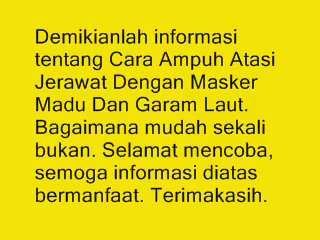 Demikianlah informasi
tentang Cara Ampuh Atasi
Jerawat Dengan Masker
Madu Dan Garam Laut.
Bagaimana mudah sekali
bukan. Selamat mencoba,
semoga informasi diatas
bermanfaat. Terimakasih.